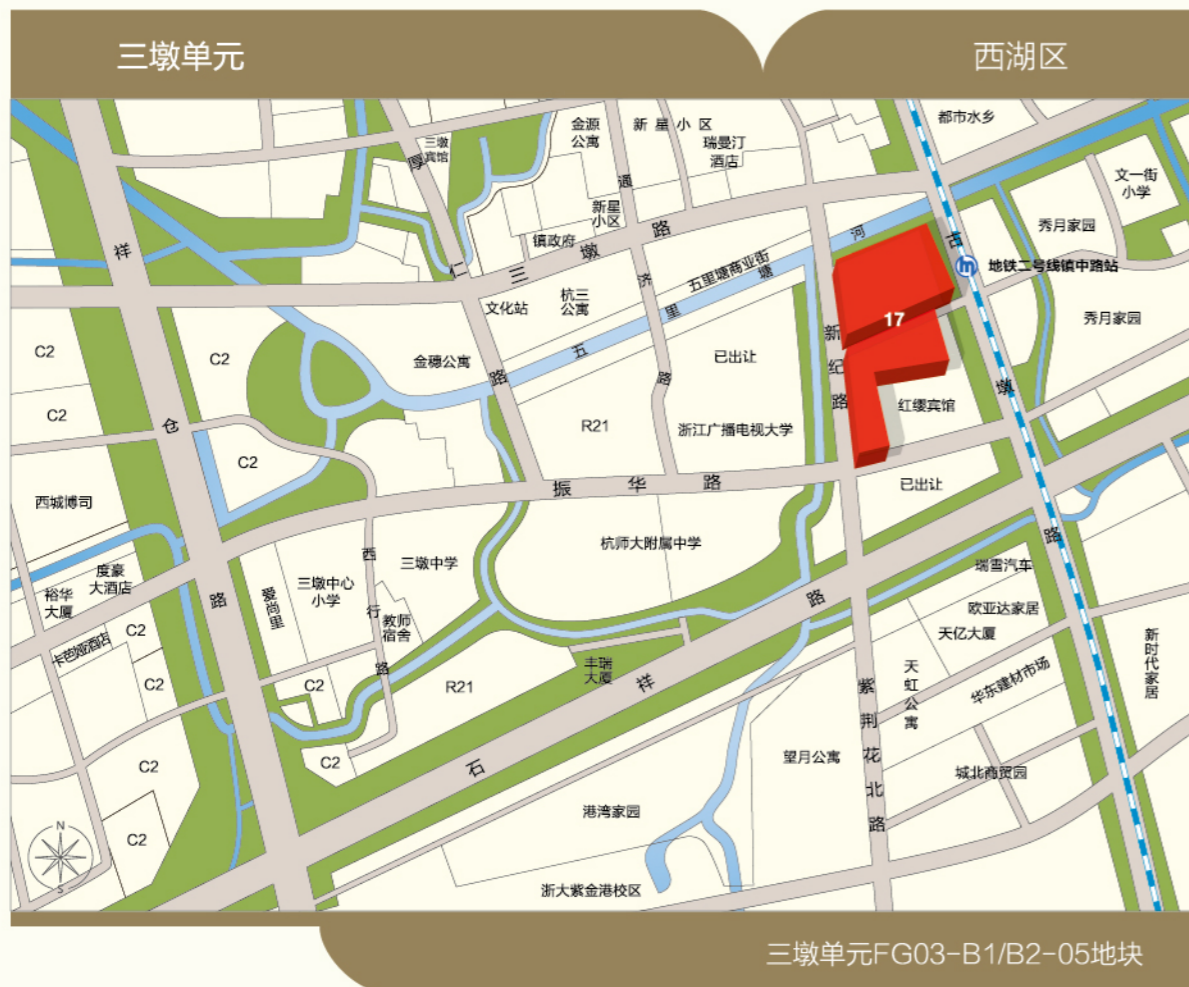 三墩单元
西湖区
都市水乡
金源
公寓
新星小区
瑞曼汀
酒店
三墩
宾馆
厚
仁
路
通
济
路
文一街
小学
秀月家园
新星
小区
镇政府
三墩路
祥
仓
路
古
墩
路
地铁二号线镇中路站
五里塘商业街
五里塘河
文化站
杭三
公寓
17
秀月家园
新
纪
路
C2
C2
金穗公寓
已出让
C2
红缨宾馆
R21
浙江广播电视大学
C2
振华路
已出让
西城博司
杭师大附属中学
三墩中学
西
行
路
瑞雪汽车
度豪
大酒店
裕华
大厦
爱尚里
三墩中心
小学
教师
宿舍
欧亚达家居
天亿大厦
卡芭娅酒店
C2
C2
C2
R21
丰瑞
大厦
石祥路
天虹公寓
华东建材市场
新时代家居
紫荆花北路
C2
C2
望月公寓
城北商贸园
港湾家园
C2
N
S
浙大紫金港校区
三墩单元FG03-B1/B2-05地块